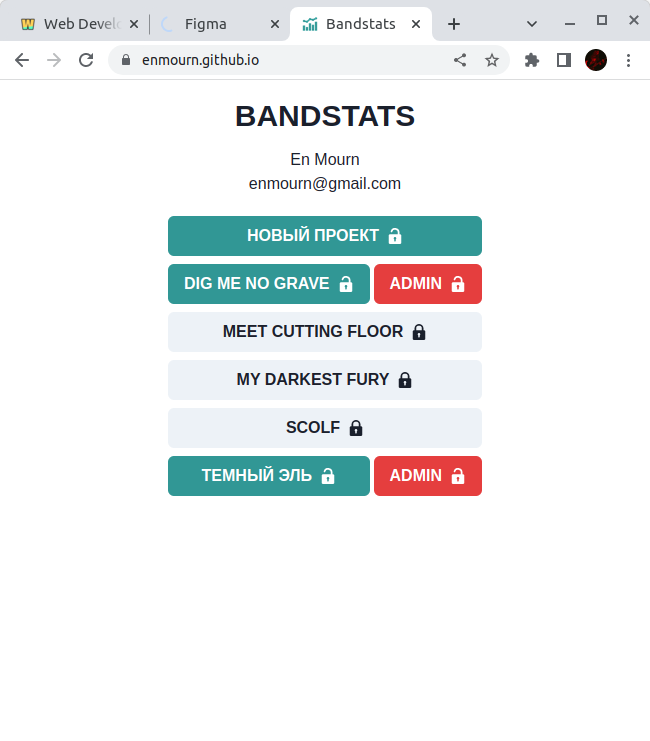 Web Develo
Figma
Bandstats
enmourn.github.io
BANDSTATS
En Mourn
enmourn@gmail.com
НОВЫЙ ПРОЕКТ
DIG ME NO GRAVE ADMIN
MEET CUTTING FLOOR
MY DARKEST FURY
SCOLF
ТЕМНЫЙ ЭЛЬ ADMIN